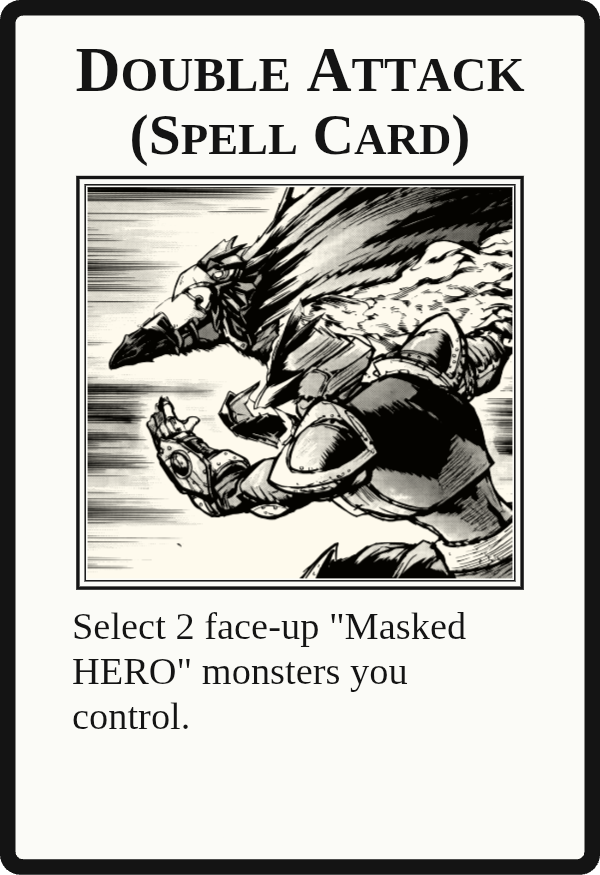 Double Attack
(Spell Card)
Select 2 face-up "Masked
HERO" monsters you
control.